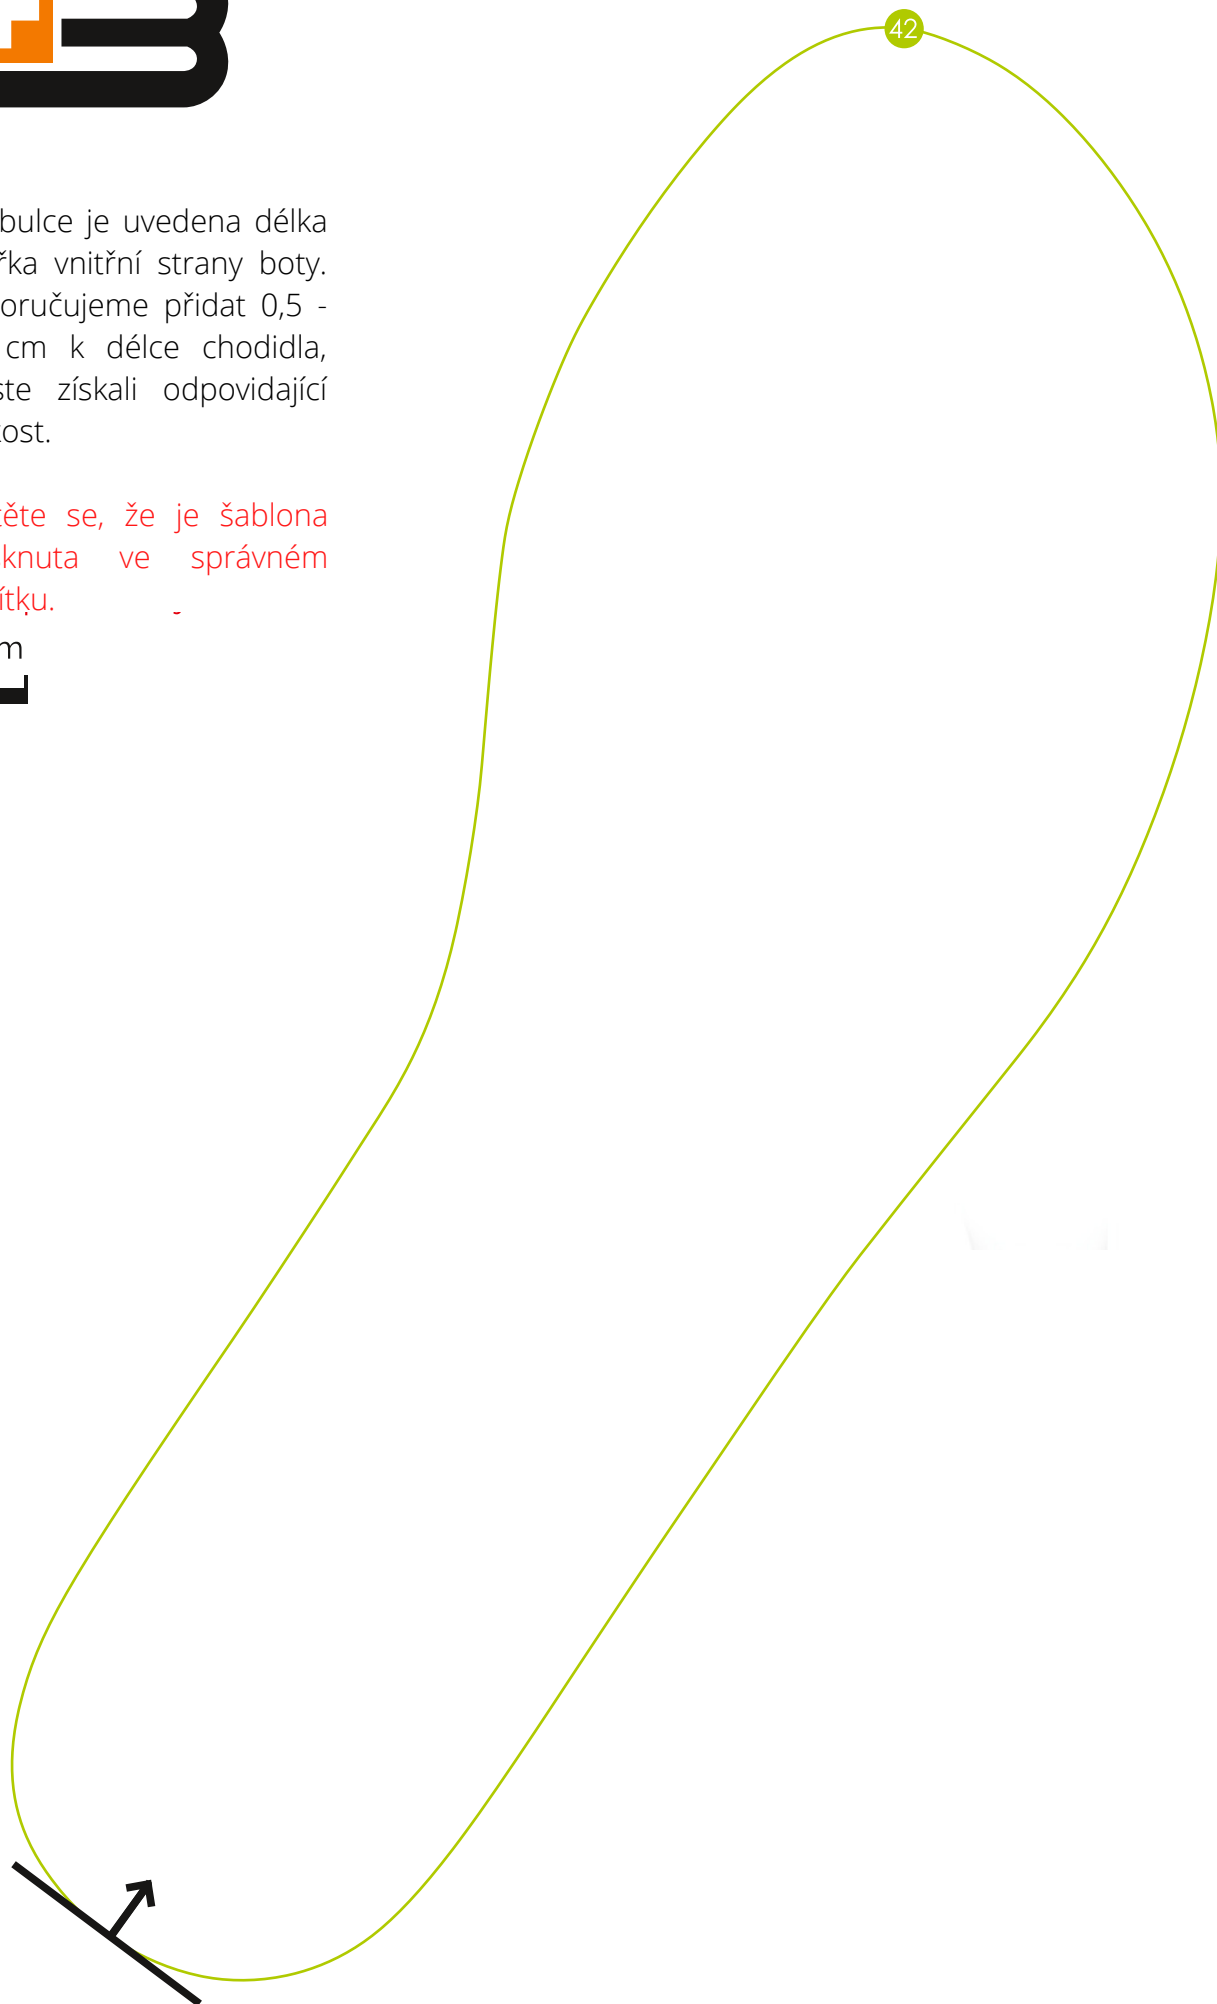 42
bulce je uvedena délka
řka vnitřní strany boty.
oručujeme přidat 0,5 -
cm k délce chodidla,
ste získali odpovidající
ost.
těte se, že je šablona
knuta ve správném
ítku.
m